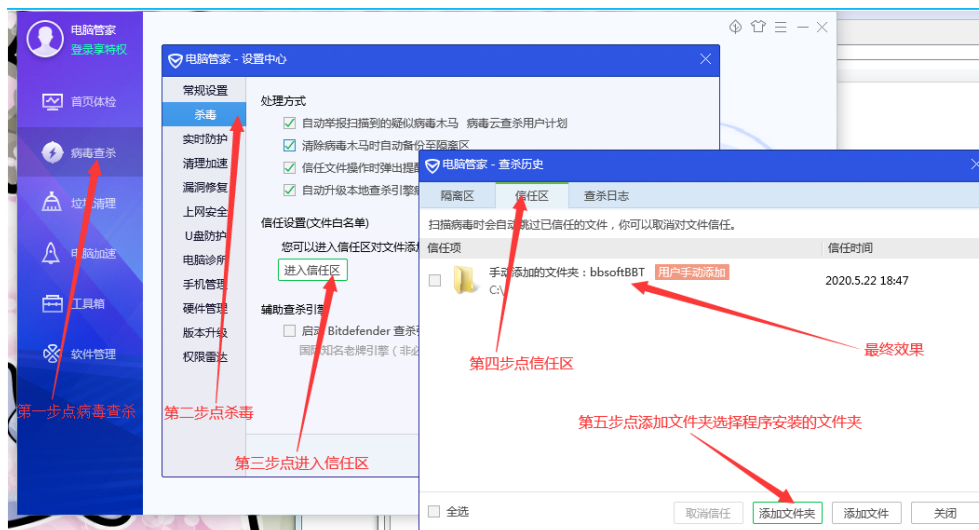 电脑管家
登录享特权
首页体检
病毒查杀
垃圾清理
电脑加速
工具箱
软件管理
第一步点病毒查杀
电脑管家 - 设置中心
常规设置
杀毒
实时防护
清理加速
漏洞修复
上网安全
U盘防护
电脑诊所
手机管理
硬件管理
版本升级
权限雷达
第二步点杀毒
处理方式
自动举报扫描到的疑似病毒木马 病毒云查杀用户计划
清除病毒木马时自动备份至隔离区
信任文件操作时弹出提醒
自动升级本地查杀引擎
信任设置(文件白名单)
您可以进入信任区对文件添加
进入信任区
辅助查杀引擎
启动 Bitdefender 查杀
国际知名老牌引擎（非必
第三步点进入信任区
电脑管家 - 查杀历史
隔离区 信任区 查杀日志
扫描病毒时会自动跳过已信任的文件，你可以取消对文件信任。
信任项 信任时间
手动添加的文件夹：bbsoftBBT 用户手动添加
C:\
2020.5.22 18:47
最终效果
第四步点信任区
第五步点添加文件夹选择程序安装的文件夹
全选 取消信任 添加文件夹 添加文件 关闭